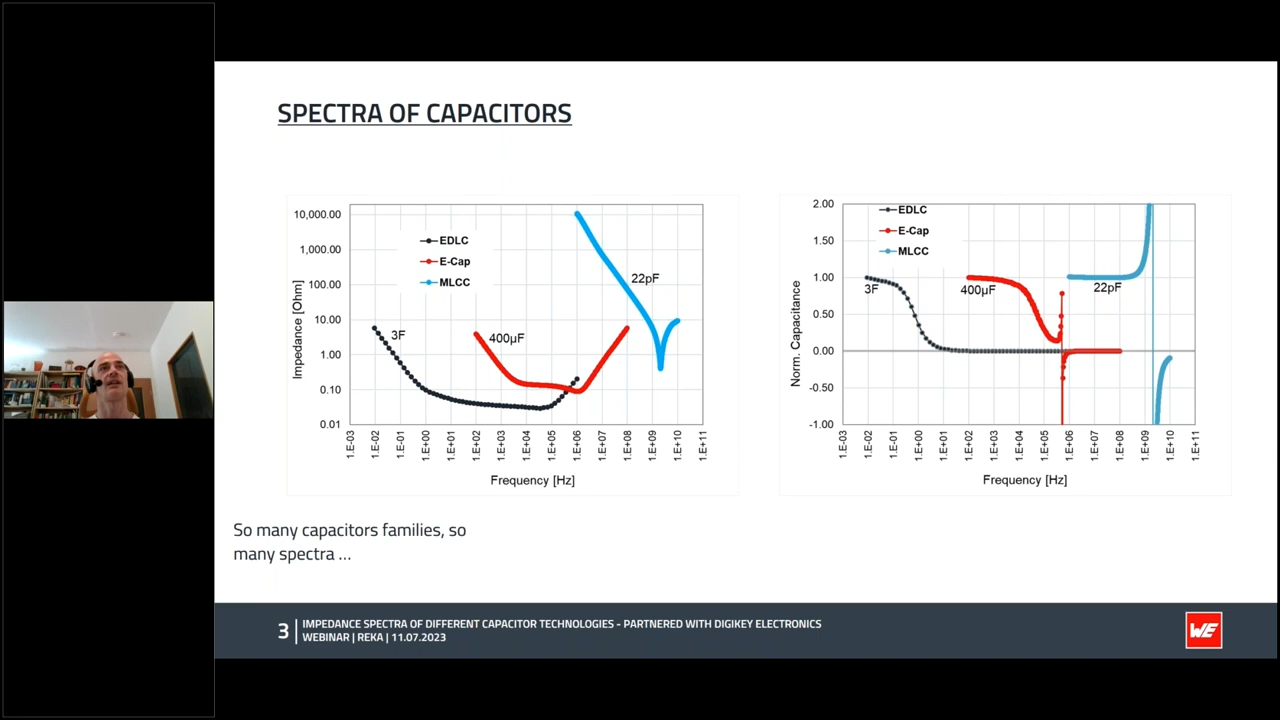 SPECTRA OF CAPACITORS
10,000.00
1,000.00
100.00
10.00
1.00
0.10
0.01
Impedance [Ohm]
EDLC
E-Cap
MLCC
3F
400µF
22pF
1.E-03
1.E-02
1.E-01
1.E+00
1.E+01
1.E+02
1.E+03
1.E+04
1.E+05
1.E+06
1.E+07
1.E+08
1.E+09
1.E+10
1.E+11
Frequency [Hz]
2.00
1.50
1.00
0.50
0.00
-0.50
-1.00
Norm. Capacitance
EDLC
E-Cap
MLCC
3F
400µF
22pF
1.E-03
1.E-02
1.E-01
1.E+00
1.E+01
1.E+02
1.E+03
1.E+04
1.E+05
1.E+06
1.E+07
1.E+08
1.E+09
1.E+10
1.E+11
Frequency [Hz]
So many capacitors families, so
many spectra ...
3
IMPEDANCE SPECTRA OF DIFFERENT CAPACITOR TECHNOLOGIES - PARTNERED WITH DIGIKEY ELECTRONICS
WEBINAR | REKA | 11.07.2023
WE